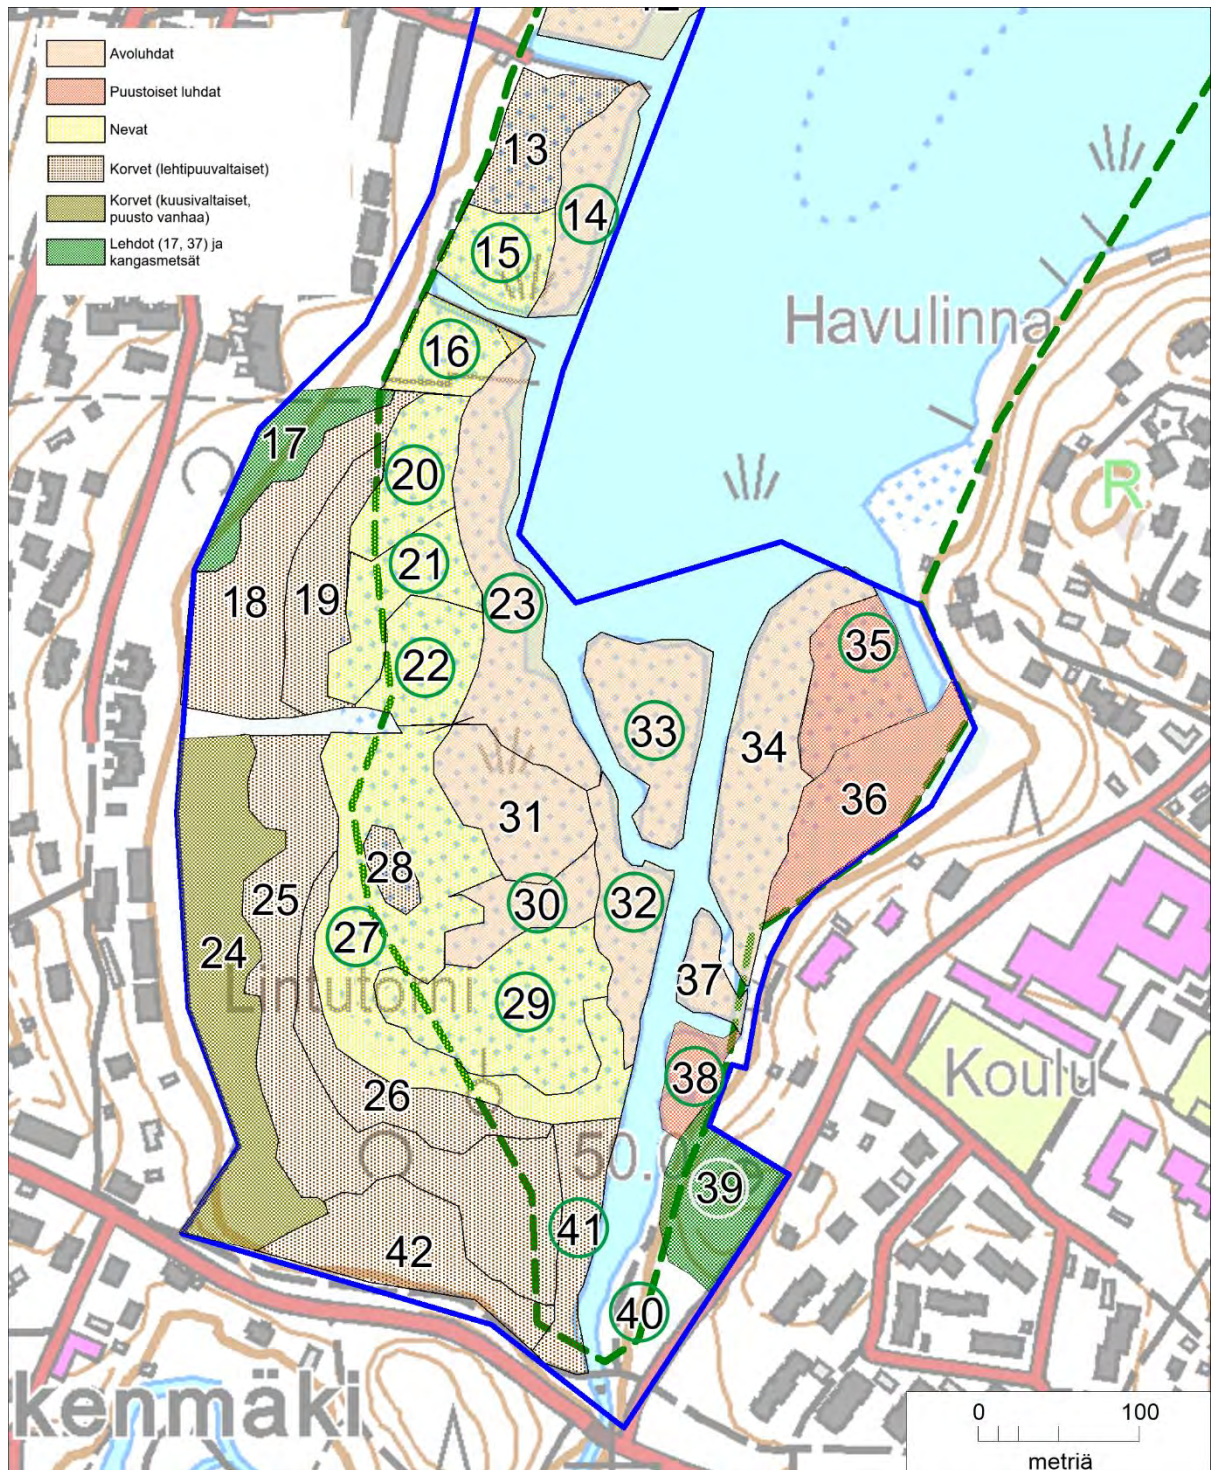 Avoluhdat
Puustoiset luhdat
Nevat
Korvet (lehtipuuvaltaiset)
Korvet (kuusivaltaiset,
puusto vanhaa)
Lehdot (17, 37) ja
kangasmetsät
13
14
15
16
Havulinna
17
20
R
21
18
19
23
22
35
33
34
36
31
28
30
32
25
24
27
37
29
Lintutorni
38
Koulu
26
50.0
39
41
42
40
kenmäki
0
100
metriä